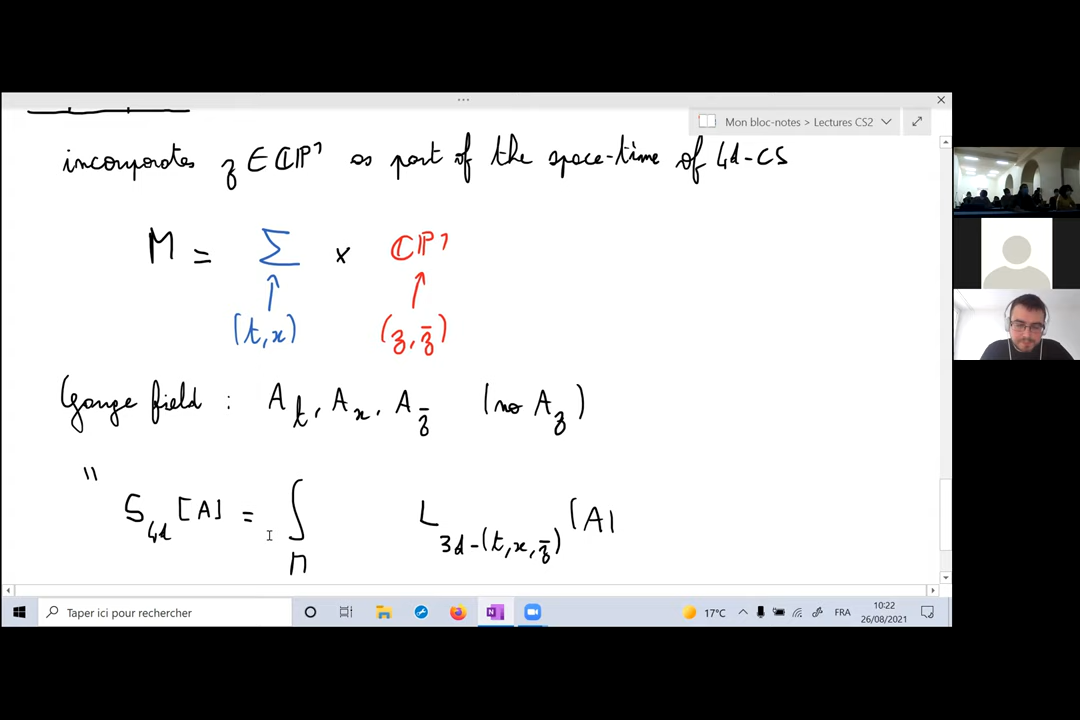 Mon bloc-notes > Lectures CS2
incorporates z ∈ ℂℙ¹ as part of the space-time of 4d-CS
M = Σ × ℂℙ¹
(t,x) (z, z̄)
Gauge field : A_t, A_x, A_z̄ (no A_z)
"
S_4d [A] = ∫_M L_3d-(t,x,z̄) [A]
Taper ici pour rechercher
17°C
FRA
10:22
26/08/2021